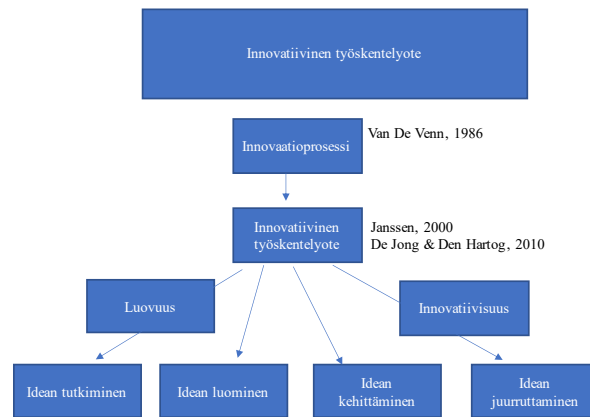 Innovatiivinen työskentelyote
Innovaatioprosessi
Van De Venn, 1986
Innovatiivinen
työskentelyote
Janssen, 2000
De Jong & Den Hartog, 2010
Luovuus
Innovatiivisuus
Idean tutkiminen
Idean luominen
Idean
kehittäminen
Idean
juurruttaminen